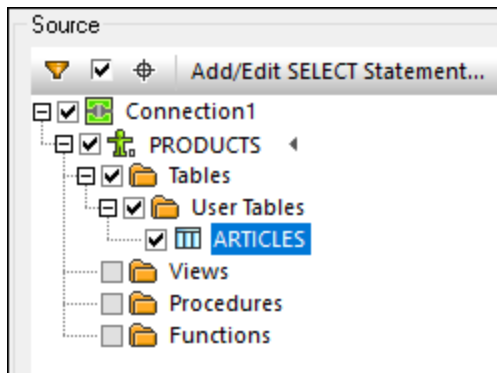 Source
Add/Edit SELECT Statement...
Connection1
PRODUCTS
Tables
User Tables
ARTICLES
Views
Procedures
Functions